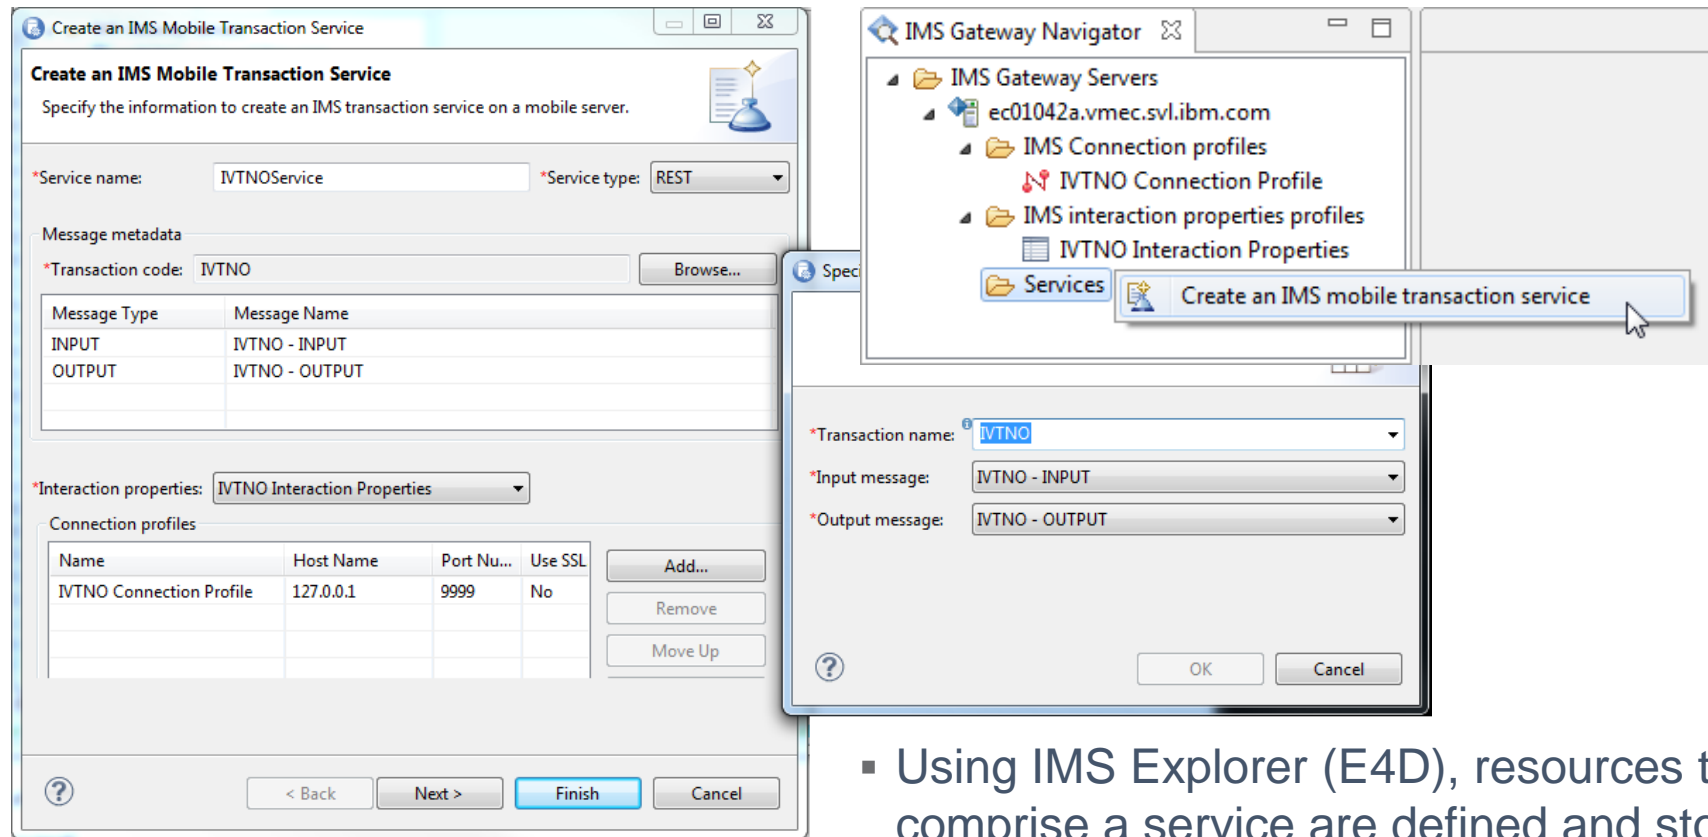 Create an IMS Mobile Transaction Service
Create an IMS Mobile Transaction Service
Specify the information to create an IMS transaction service on a mobile server.
*Service name: IVTNOService *Service type: REST
Message metadata
*Transaction code: IVTNO Browse...
Message Type Message Name
INPUT IVTNO - INPUT
OUTPUT IVTNO - OUTPUT
*Interaction properties: IVTNO Interaction Properties
Connection profiles
Name Host Name Port Nu... Use SSL
IVTNO Connection Profile 127.0.0.1 9999 No
Add...
Remove
Move Up
< Back Next > Finish Cancel
IMS Gateway Navigator
IMS Gateway Servers
ec01042a.vmec.svl.ibm.com
IMS Connection profiles
IVTNO Connection Profile
IMS interaction properties profiles
IVTNO Interaction Properties
Services
Create an IMS mobile transaction service
Speci
*Transaction name: IVTNO
*Input message: IVTNO - INPUT
*Output message: IVTNO - OUTPUT
OK Cancel
▪ Using IMS Explorer (E4D), resources t
comprise a service are defined and sto